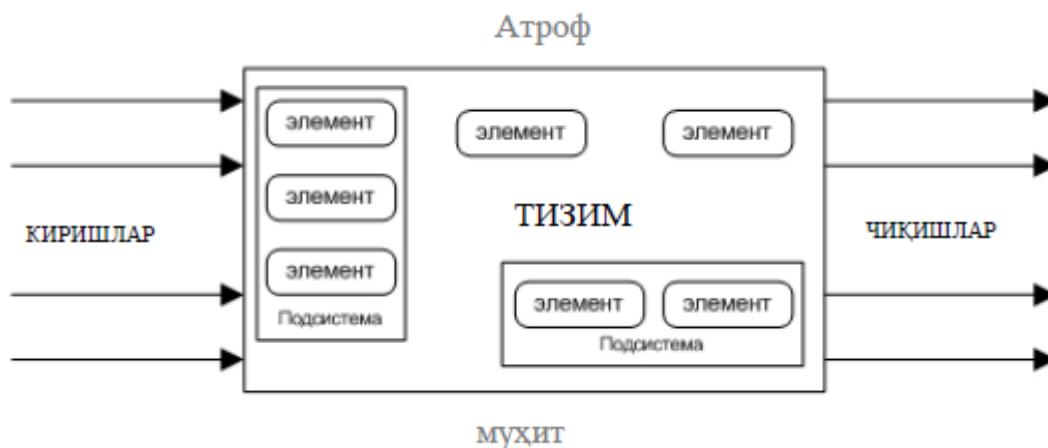 Атроф
элемент
элемент
элемент
элемент
ТИЗИМ
КИРИШЛАР
ЧИҚИШЛАР
элемент
элемент
элемент
Подсистема
Подсистема
муҳит